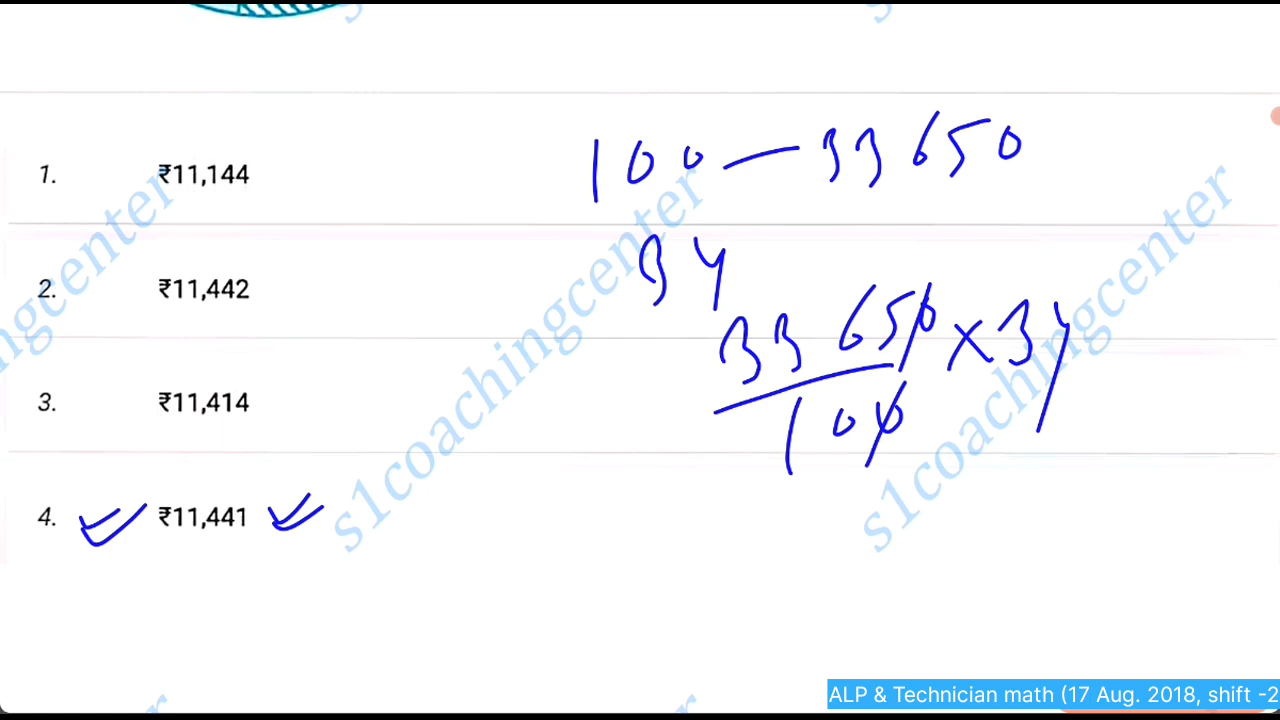 1. ₹11,144
100 — 33650
2. ₹11,442
34
33650 × 34
100
3. ₹11,414
4. ₹11,441
s1coachingcenter
s1coachingcenter
ALP & Technician math (17 Aug. 2018, shift -2